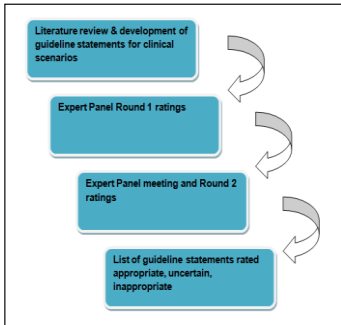 Literature review & development of
guideline statements for clinical
scenarios
Expert Panel Round 1 ratings
Expert Panel meeting and Round 2
ratings
List of guideline statements rated
appropriate, uncertain,
inappropriate